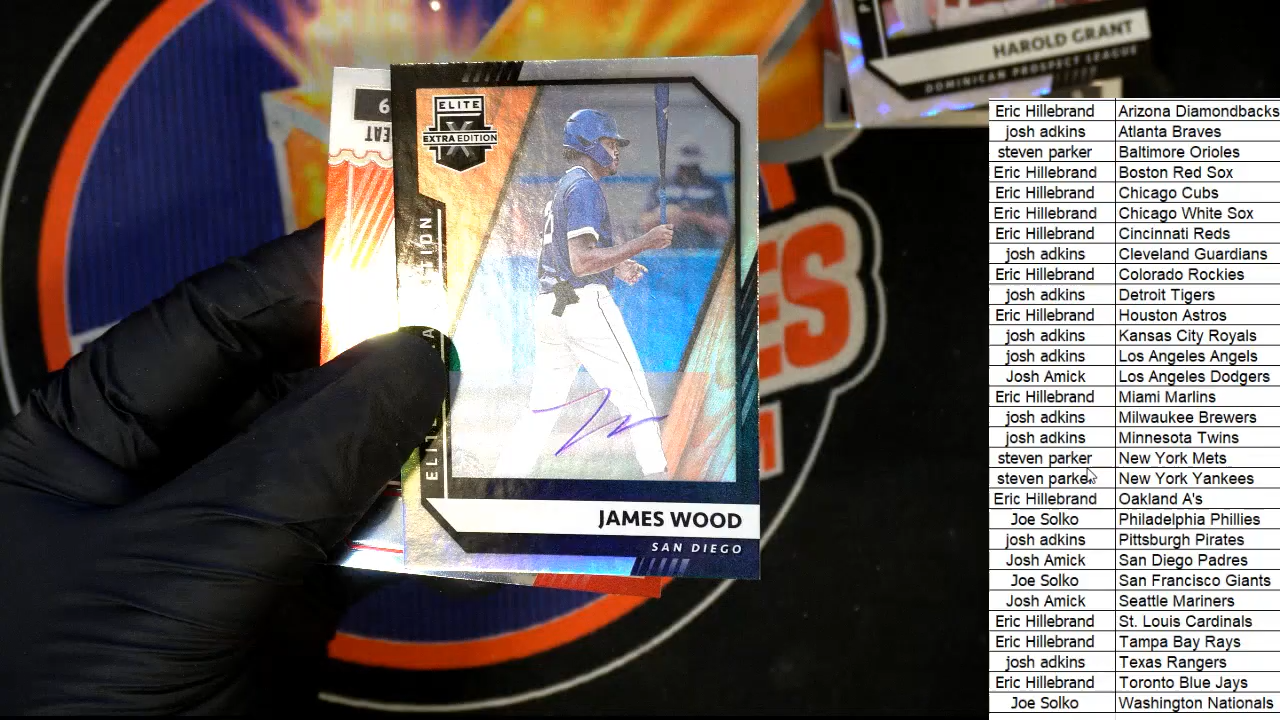 HAROLD GRANT
DOMINICAN PROSPECT LEAGUE
ELITE
EXTRA EDITION
X
JAMES WOOD
SAN DIEGO
Eric Hillebrand Arizona Diamondbacks
josh adkins Atlanta Braves
steven parker Baltimore Orioles
Eric Hillebrand Boston Red Sox
Eric Hillebrand Chicago Cubs
Eric Hillebrand Chicago White Sox
Eric Hillebrand Cincinnati Reds
josh adkins Cleveland Guardians
Eric Hillebrand Colorado Rockies
josh adkins Detroit Tigers
Eric Hillebrand Houston Astros
josh adkins Kansas City Royals
josh adkins Los Angeles Angels
Josh Amick Los Angeles Dodgers
Eric Hillebrand Miami Marlins
josh adkins Milwaukee Brewers
josh adkins Minnesota Twins
steven parker New York Mets
steven parker New York Yankees
Eric Hillebrand Oakland A's
Joe Solko Philadelphia Phillies
josh adkins Pittsburgh Pirates
Josh Amick San Diego Padres
Joe Solko San Francisco Giants
Josh Amick Seattle Mariners
Eric Hillebrand St. Louis Cardinals
Eric Hillebrand Tampa Bay Rays
josh adkins Texas Rangers
Eric Hillebrand Toronto Blue Jays
Joe Solko Washington Nationals